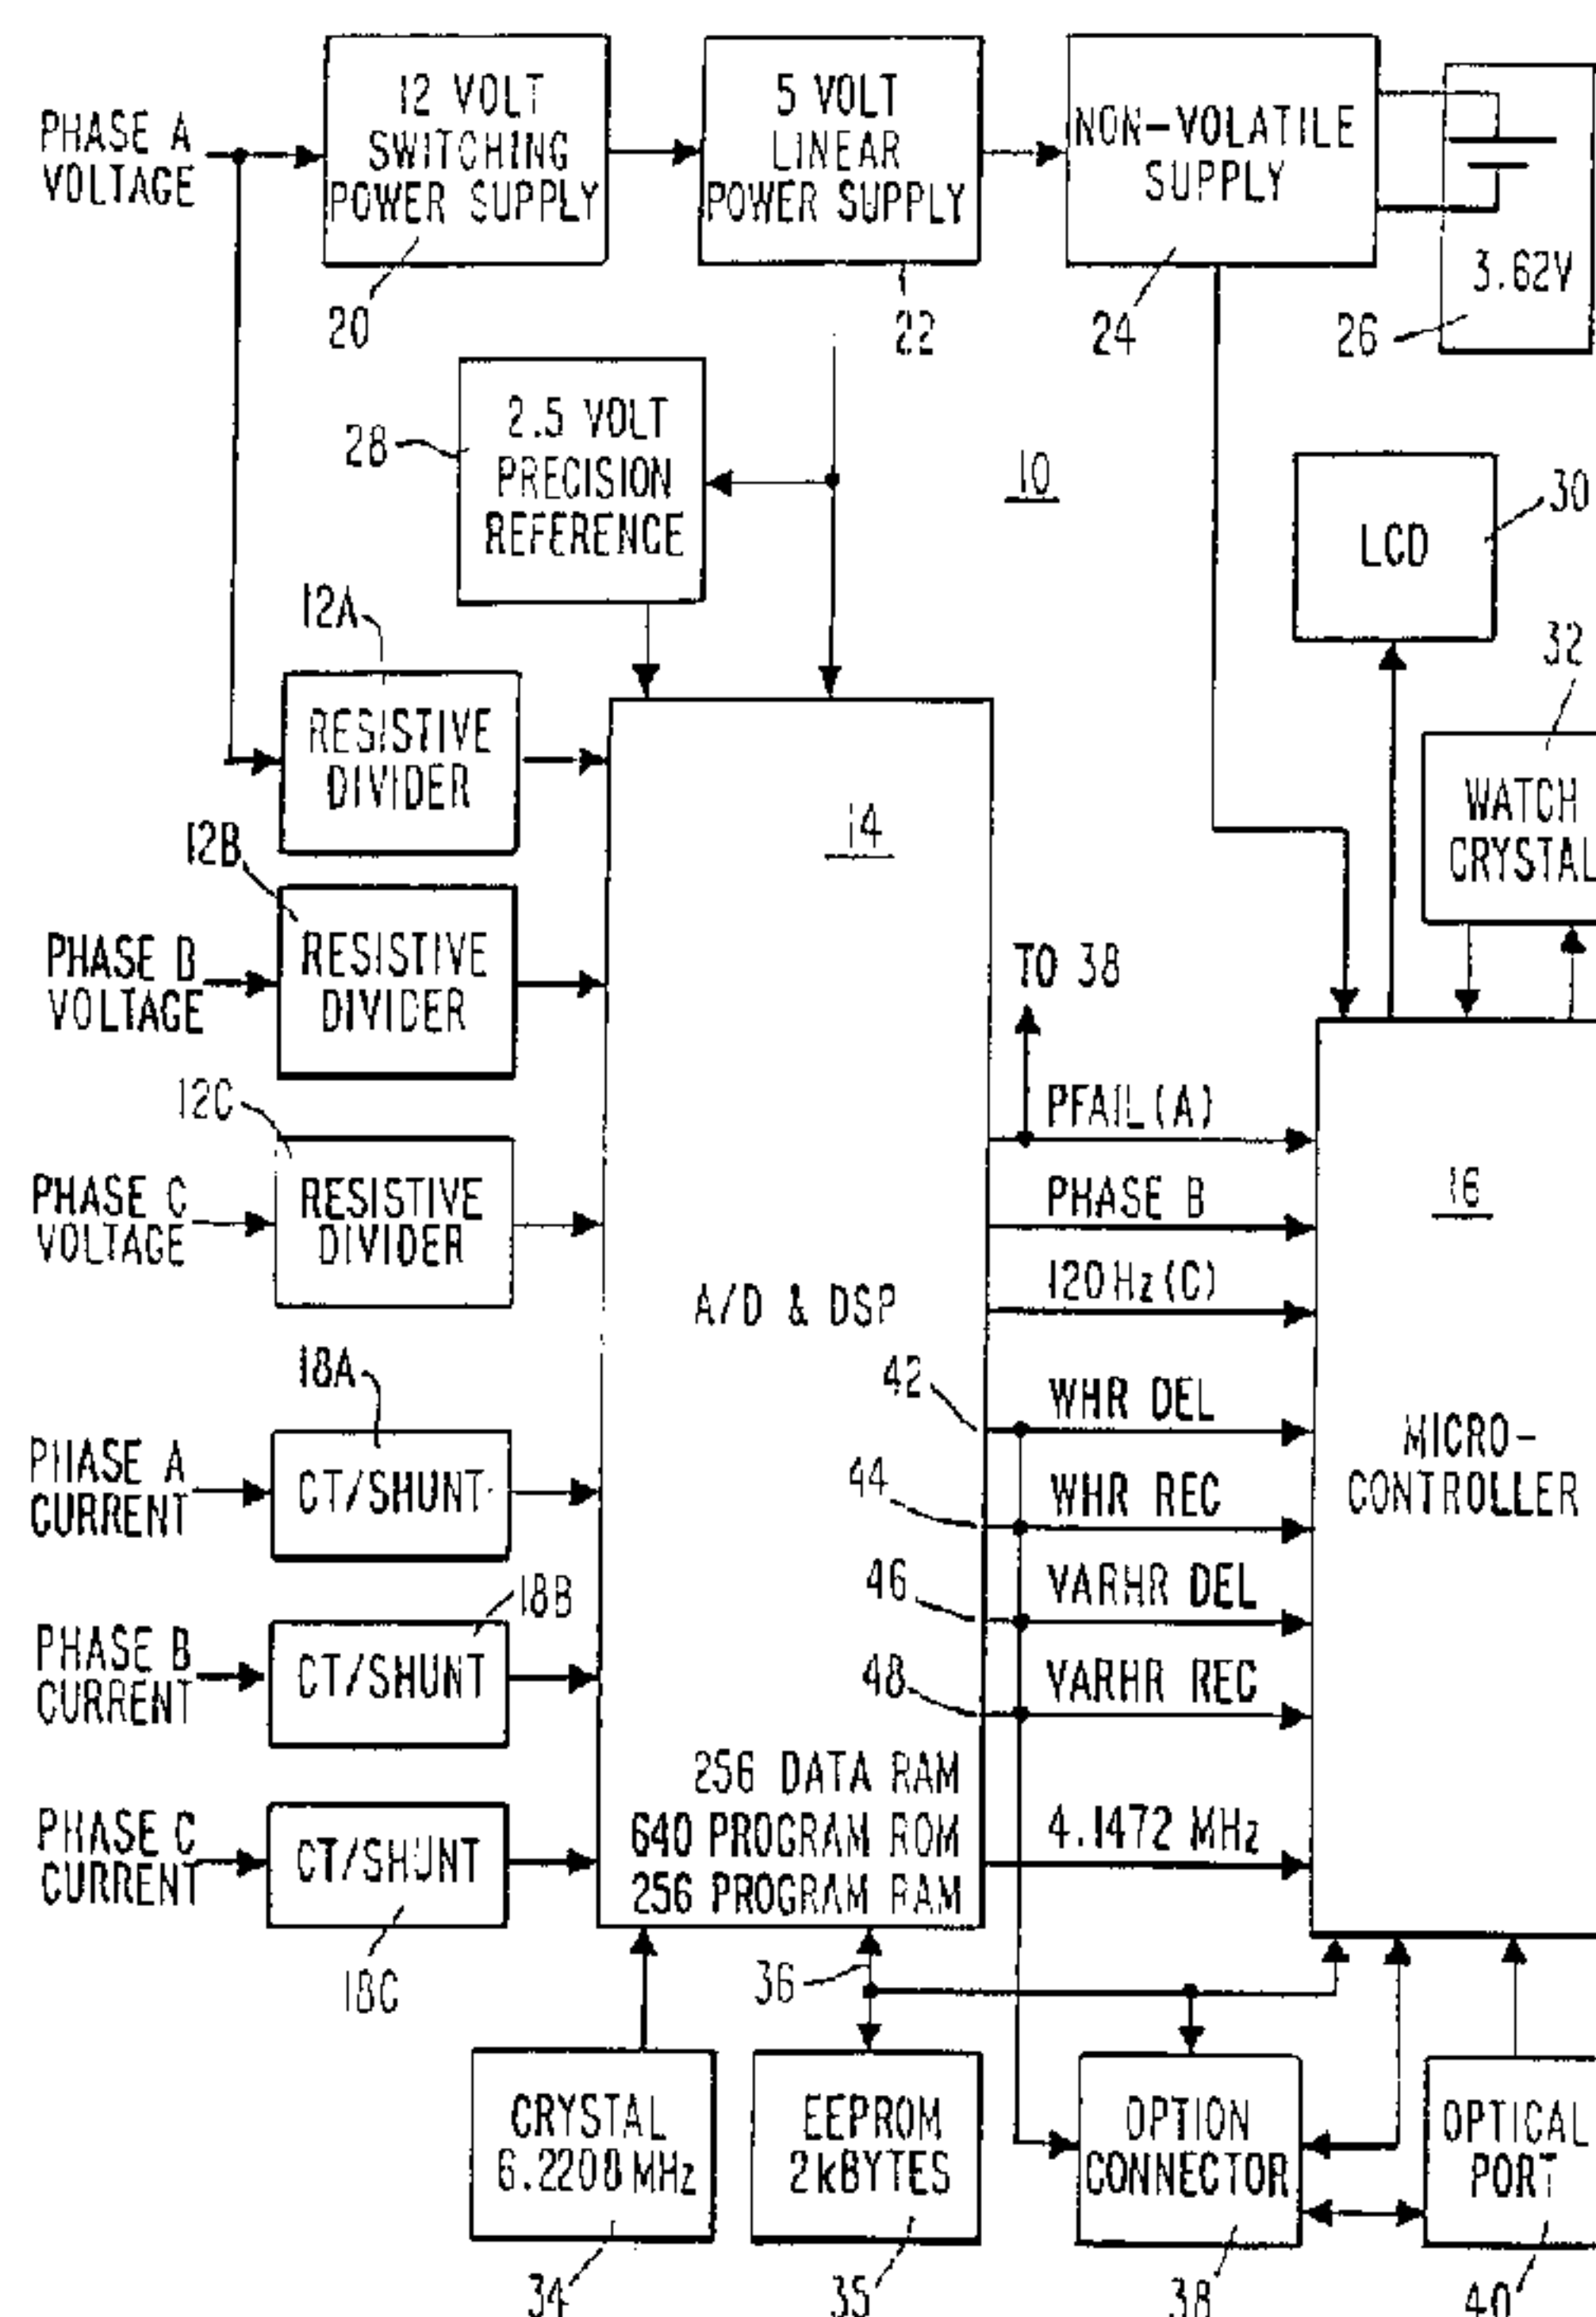 PHASE A
VOLTAGE
12 VOLT
SWITCHING
POWER SUPPLY
20
5 VOLT
LINEAR
POWER SUPPLY
22
NON-VOLATILE
SUPPLY
24
3.62V
26
2.5 VOLT
PRECISION
REFERENCE
28
10
LCD
30
32
WATCH
CRYSTAL
12A
RESISTIVE
DIVIDER
12B
PHASE B
VOLTAGE
RESISTIVE
DIVIDER
12C
PHASE C
VOLTAGE
RESISTIVE
DIVIDER
14
A/D & DSP
TO 38
PFAIL(A)
PHASE B
120Hz(C)
42
WHR DEL
44
WHR REC
46
VARHR DEL
48
VARHR REC
4.1472 MHz
16
MICRO-
CONTROLLER
18A
PHASE A
CURRENT
CT/SHUNT
18B
PHASE B
CURRENT
CT/SHUNT
PHASE C
CURRENT
CT/SHUNT
18C
256 DATA RAM
640 PROGRAM ROM
256 PROGRAM RAM
36
CRYSTAL
6.2208 MHz
34
EEPROM
2kBYTES
35
OPTION
CONNECTOR
38
OPTICAL
PORT
40